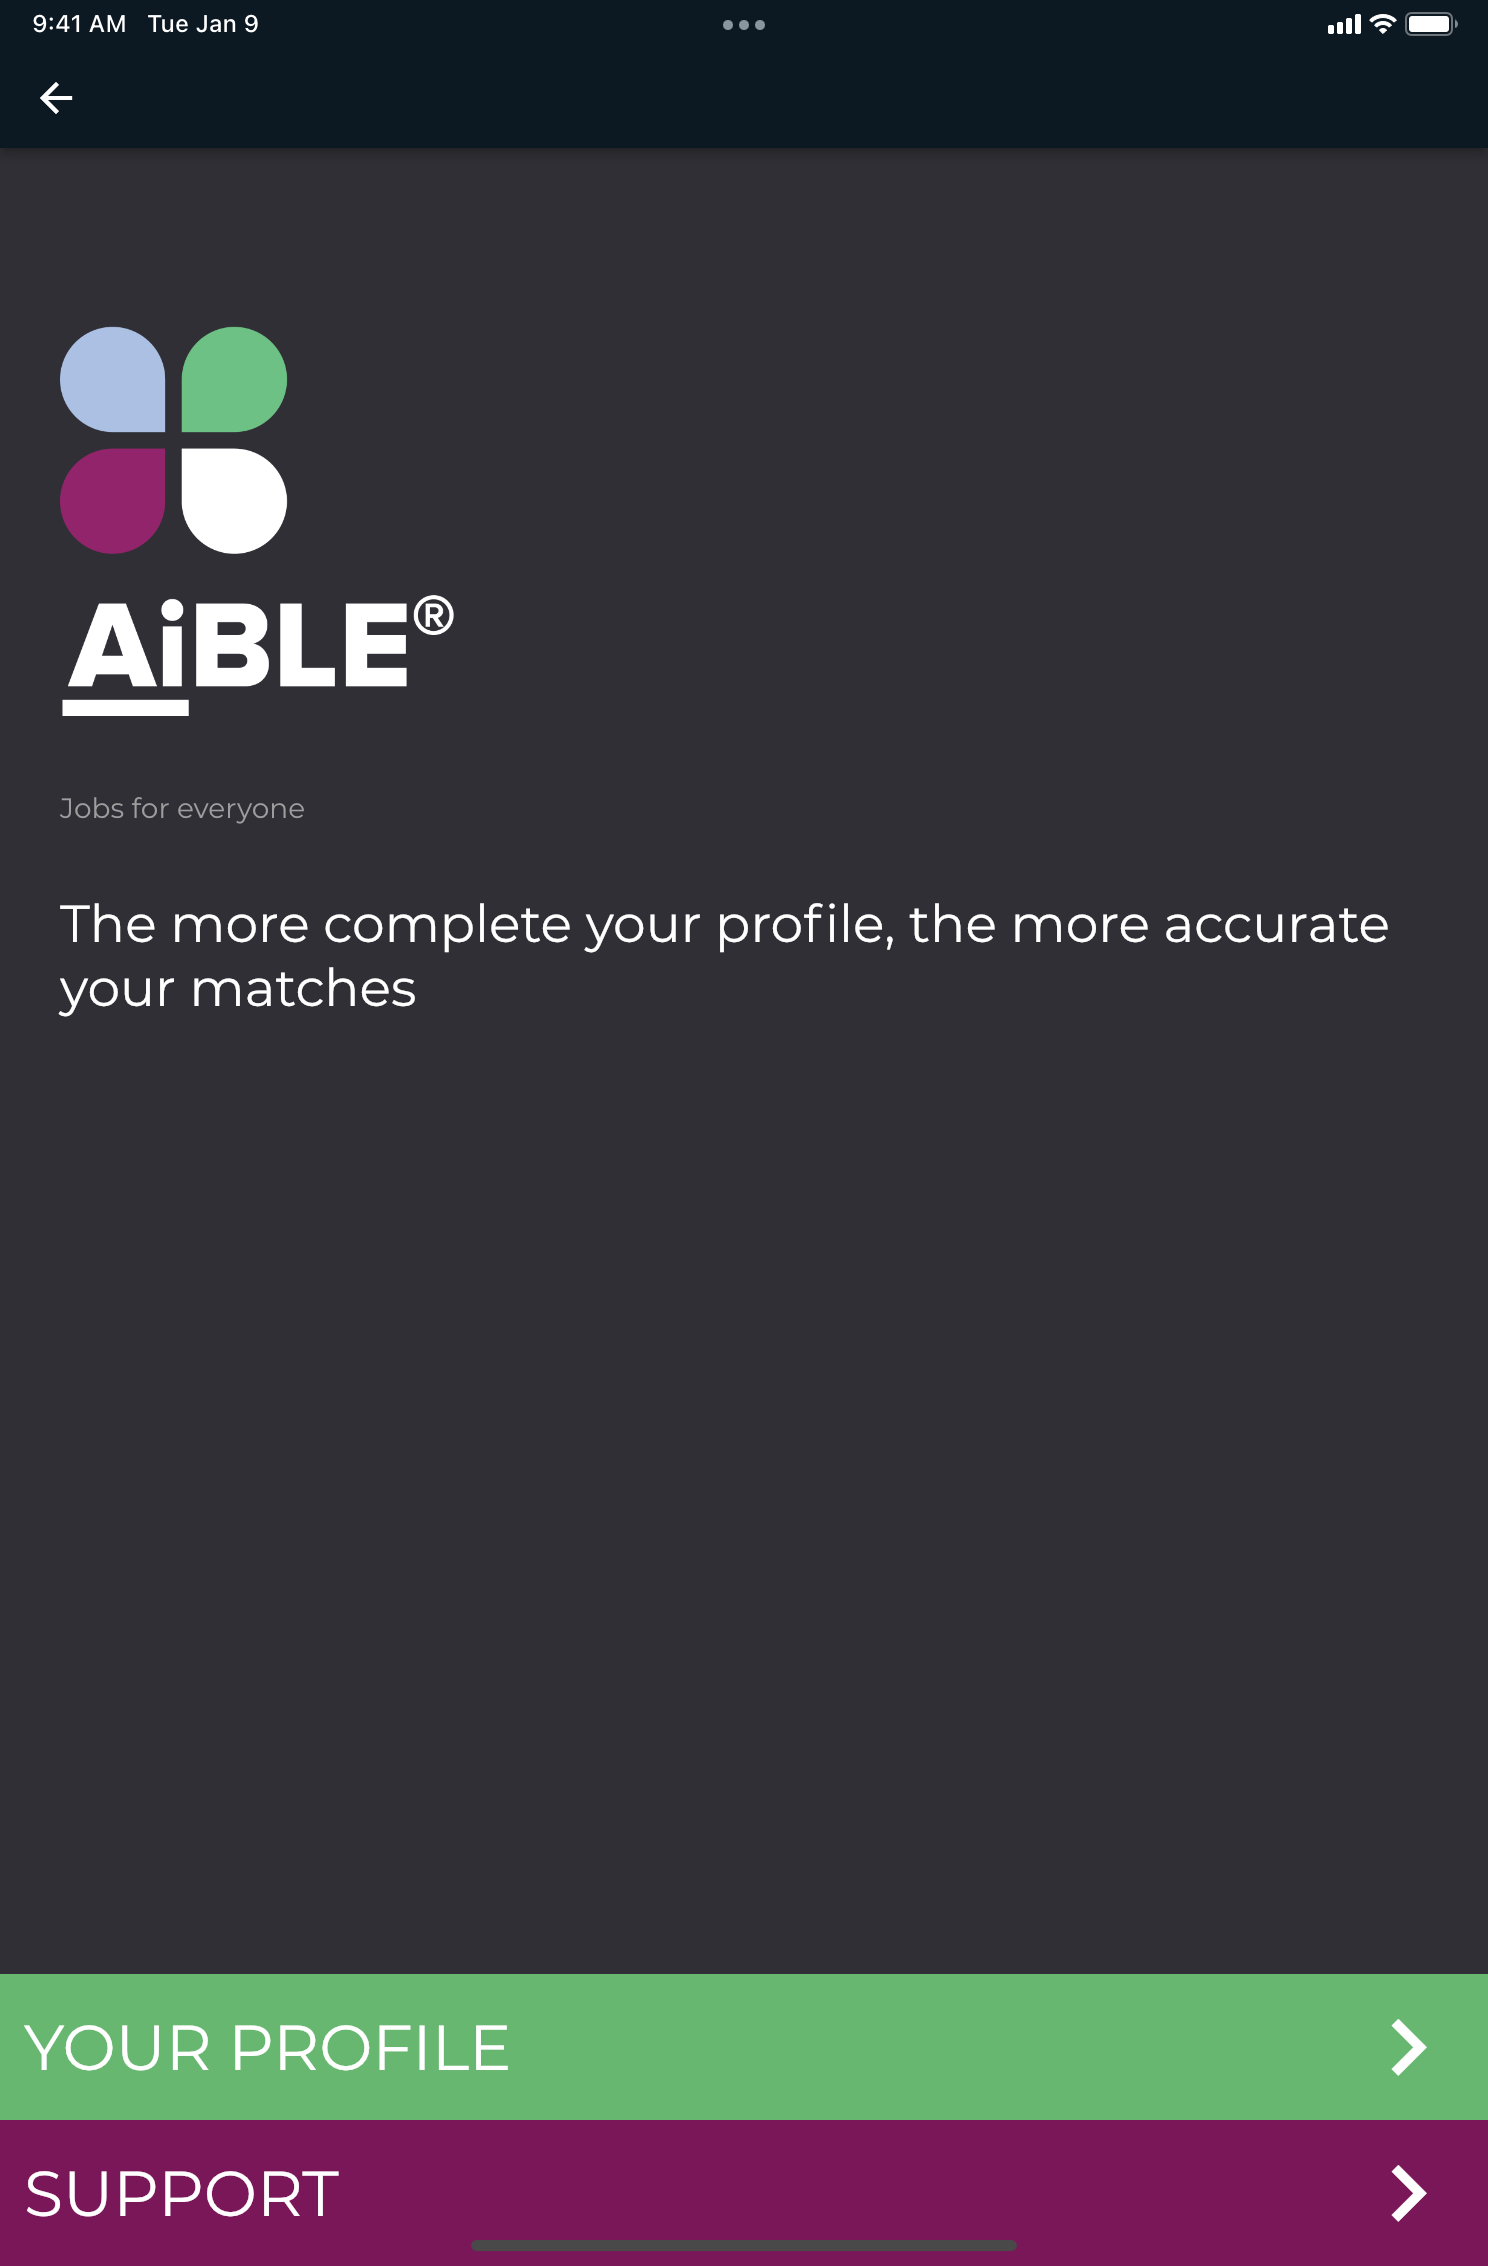 9:41 AM Tue Jan 9
AiBLE®
Jobs for everyone
The more complete your profile, the more accurate
your matches
YOUR PROFILE
SUPPORT